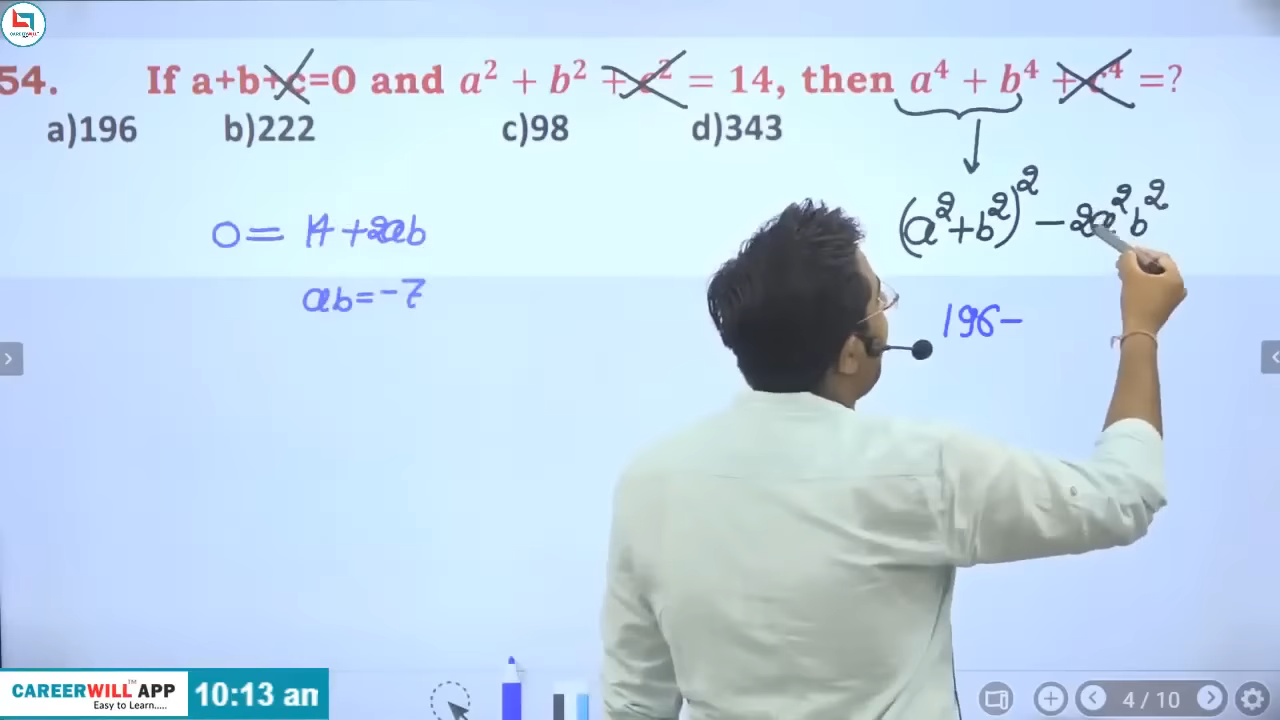 CAREERWILL
54. If a+b+c=0 and a² + b² + c² = 14, then a⁴ + b⁴ + c⁴ =?
a)196 b)222 c)98 d)343
(a²+b²)² - 2a²b²
0 = 14 + 2ab
ab = -7
196 -
CAREERWILL™ APP
Easy to Learn.....
10:13 am
4 / 10